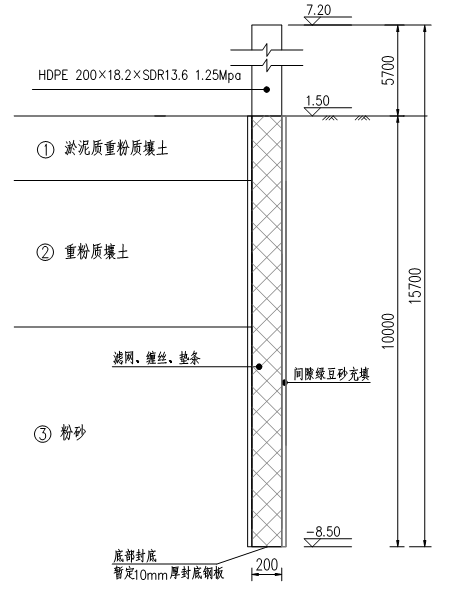 7.20
5700
HDPE 200×18.2×SDR13.6 1.25Mpa
1.50
① 淤泥质重粉质壤土
② 重粉质壤土
15700
10000
滤网、缠丝、垫条
间隙绿豆砂充填
③ 粉砂
-8.50
底部封底
暂定10mm厚封底钢板
200